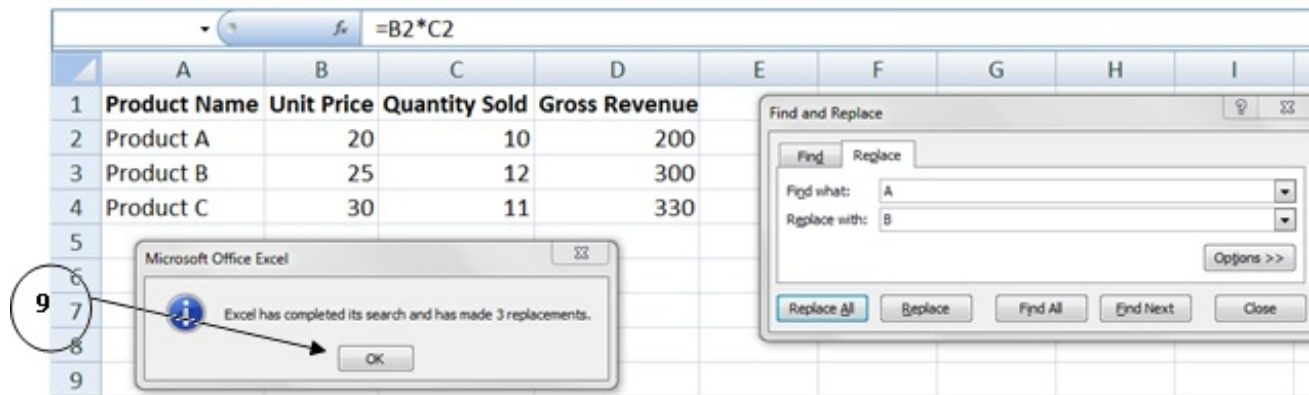 fx =B2*C2
A B C D E F G H I
1 Product Name Unit Price Quantity Sold Gross Revenue
2 Product A 20 10 200
3 Product B 25 12 300
4 Product C 30 11 330
5
6
7
8
9
Find and Replace
Find Replace
Find what: A
Replace with: B
Options >>
Replace All Replace Find All Find Next Close
Microsoft Office Excel
Excel has completed its search and has made 3 replacements.
OK
9